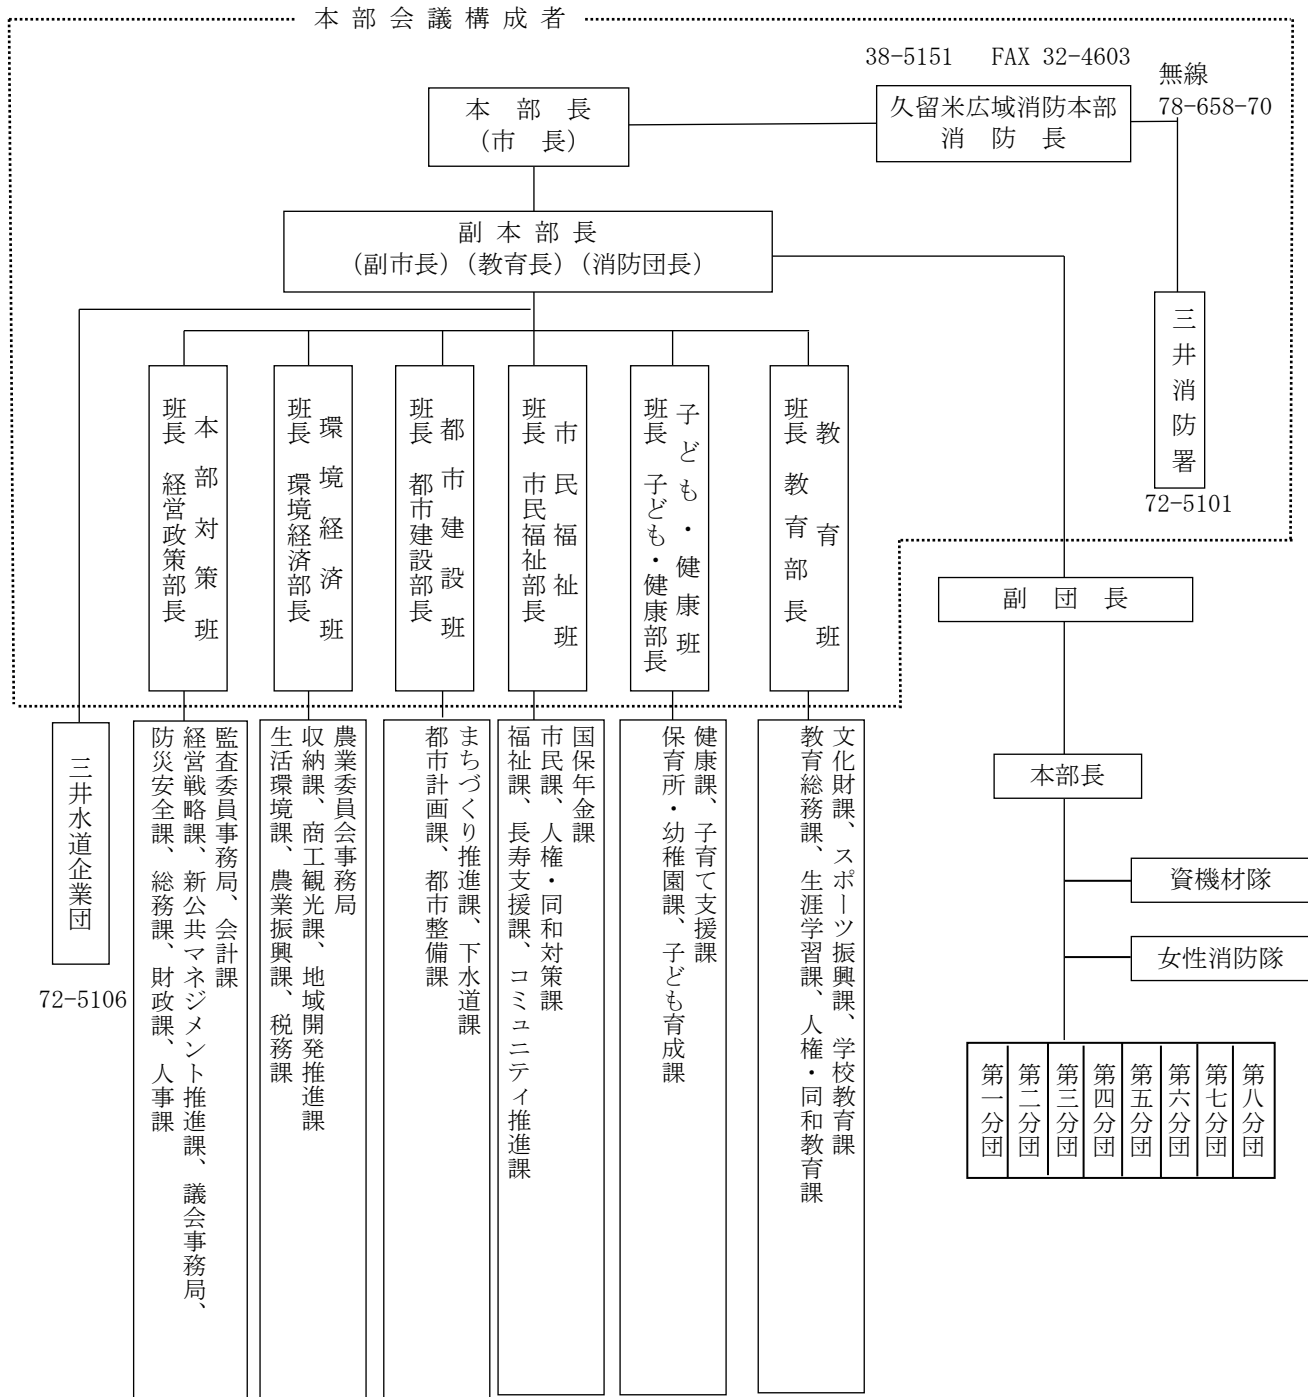 本部会議構成者
38-5151 FAX 32-4603
無線
78-658-70
本部長
(市長)
久留米広域消防本部
消防長
副本部長
(副市長)(教育長)(消防団長)
三井消防署
72-5101
本部対策班
班長 経営政策部長
環境経済班
班長 環境経済部長
都市建設班
班長 都市建設部長
市民福祉班
班長 市民福祉部長
子ども・健康班
班長 子ども・健康部長
教育班
班長 教育部長
副団長
本部長
資機材隊
女性消防隊
第一分団
第二分団
第三分団
第四分団
第五分団
第六分団
第七分団
第八分団
三井水道企業団
72-5106
防災安全課、総務課、財政課、人事課
経営戦略課、新公共マネジメント推進課、議会事務局、
監査委員事務局、会計課
生活環境課、農業振興課、税務課
収納課、商工観光課、地域開発推進課
農業委員会事務局
都市計画課、都市整備課
まちづくり推進課、下水道課
福祉課、長寿支援課、コミュニティ推進課
市民課、人権・同和対策課
国保年金課
保育所・幼稚園課、子ども育成課
健康課、子育て支援課
教育総務課、生涯学習課、人権・同和教育課
文化財課、スポーツ振興課、学校教育課